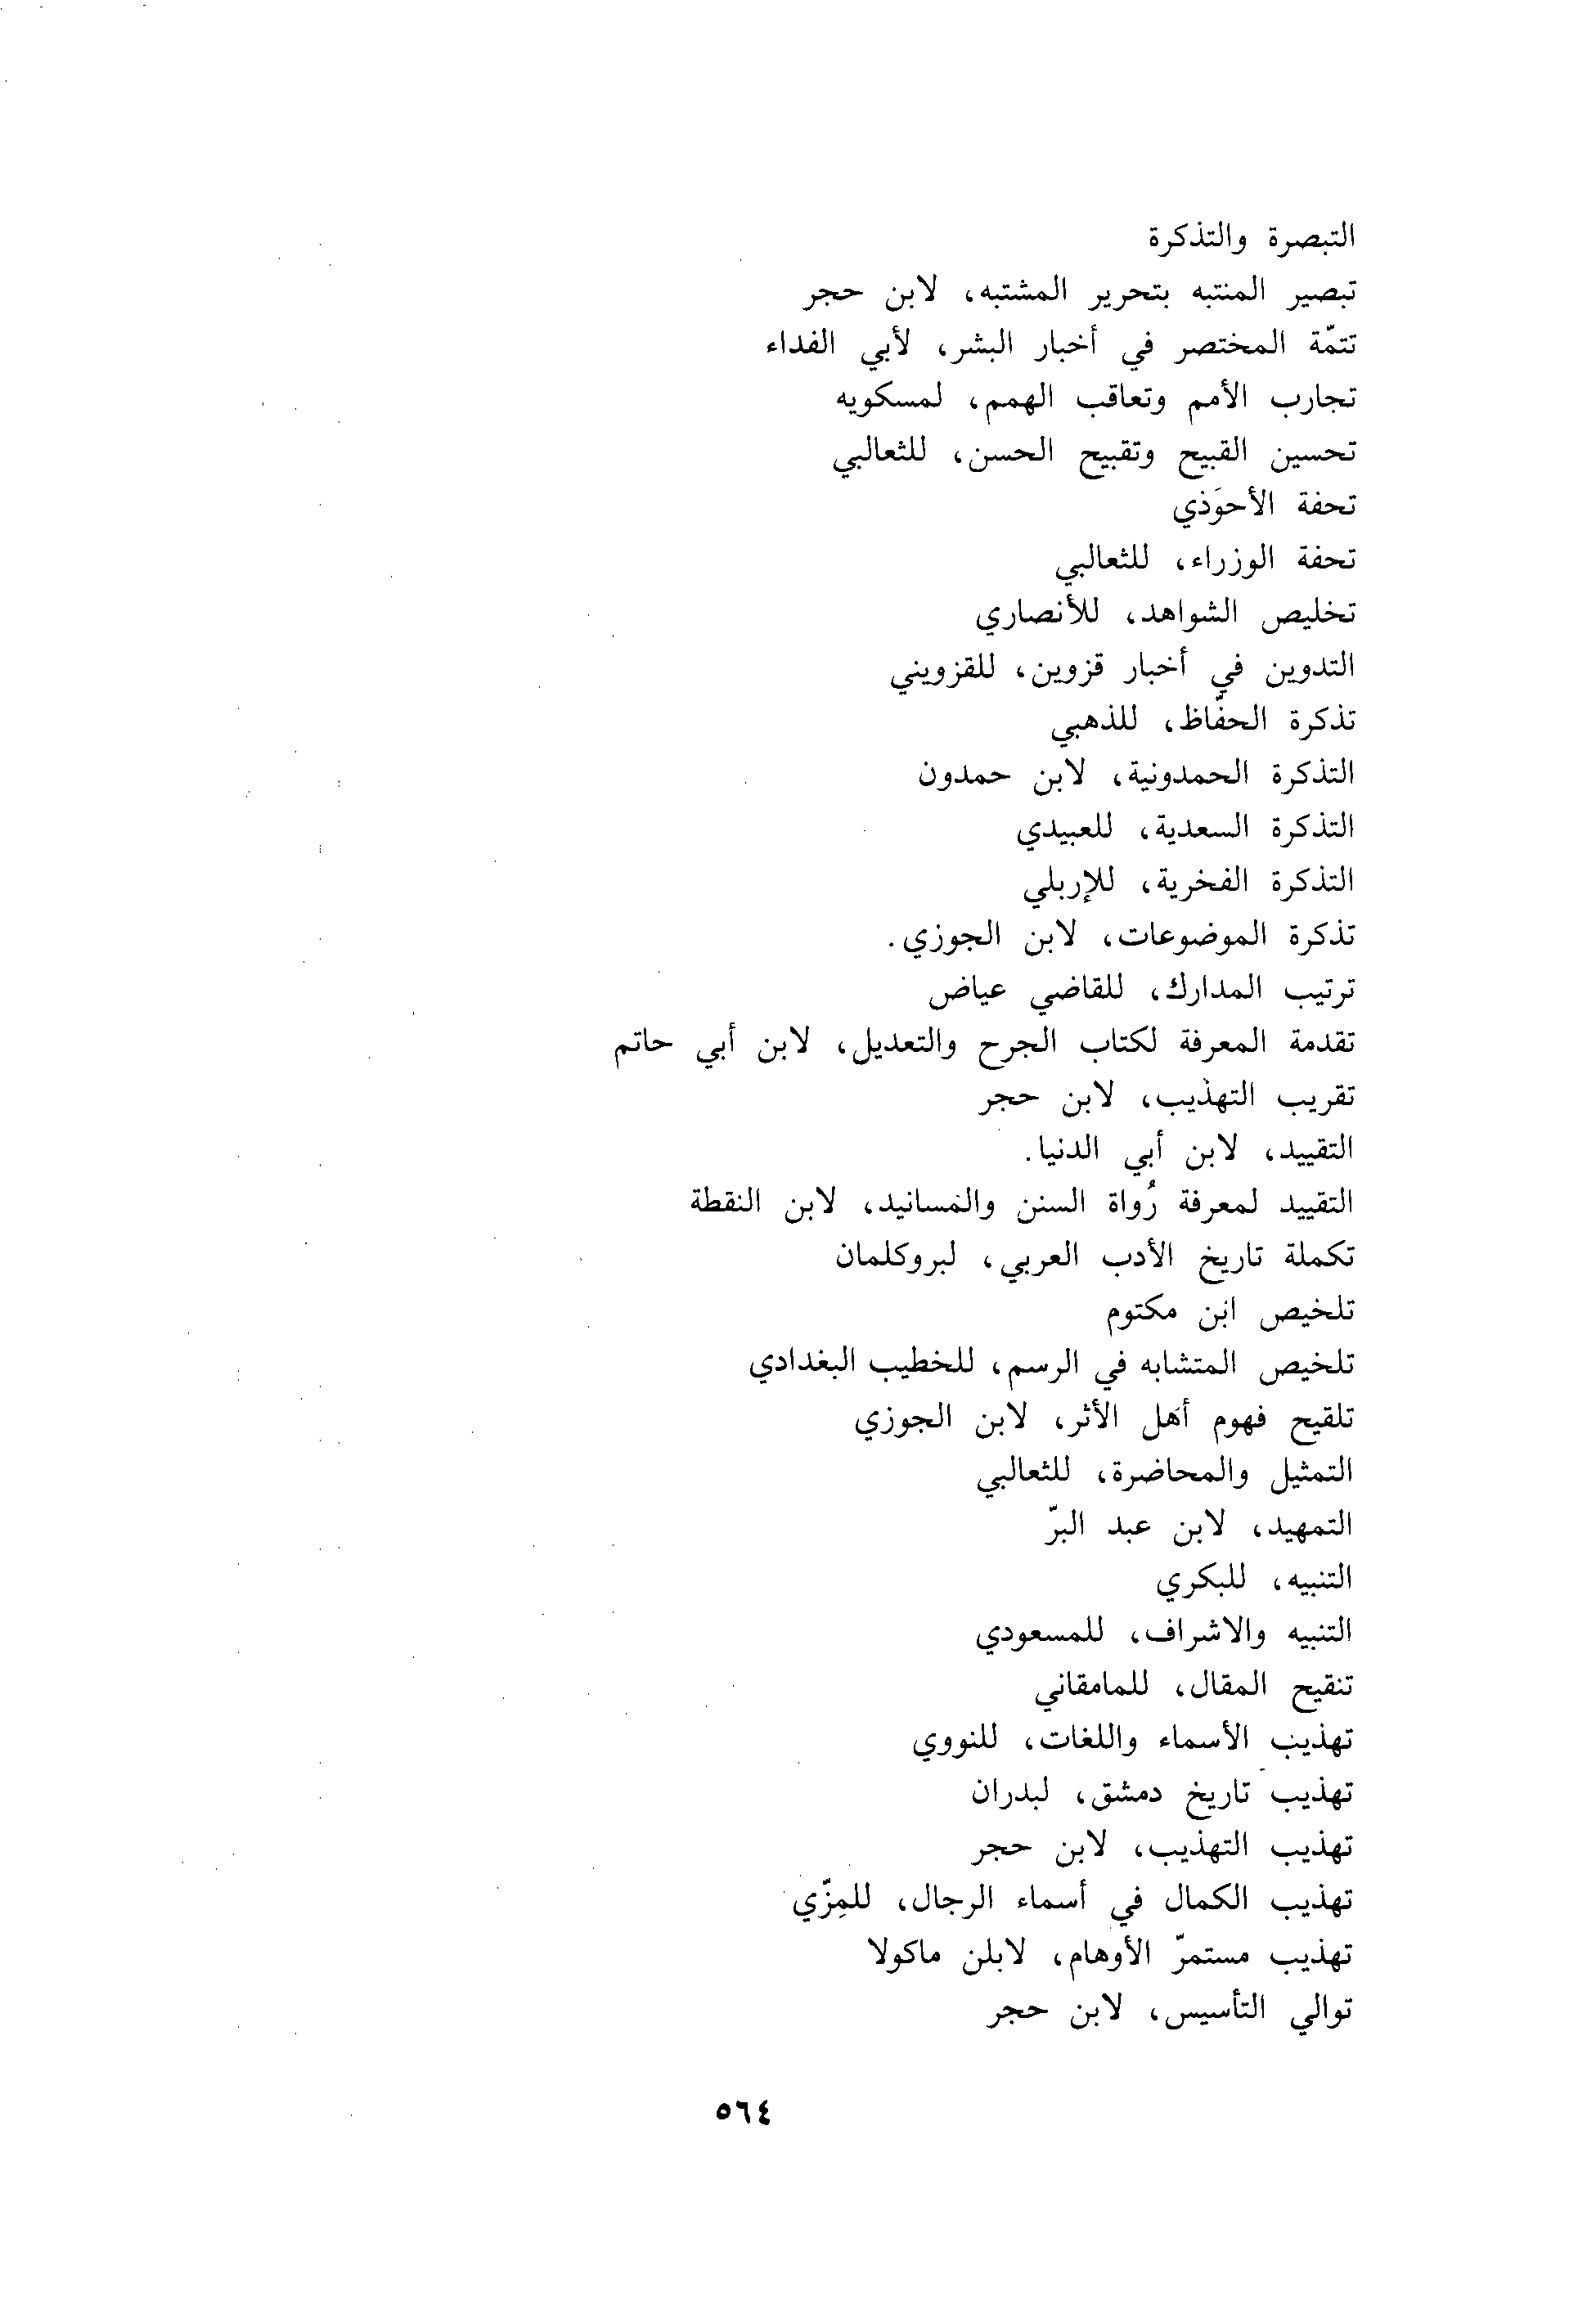 التبصرة والتذكرة
تبصير المنتبه بتحرير المشتبه، لابن حجر
تتمّة المختصر في أخبار البشر، لأبي الفداء
تجارب الأمم وتعاقب الهمم، لمسكويه
تحسين القبيح وتقبيح الحسن، للثعالبي
تحفة الأحوَذي
تحفة الوزراء، للثعالبي
تخليص الشواهد، للأنصاري
التدوين في أخبار قزوين، للقزويني
تذكرة الحفّاظ، للذهبي
التذكرة الحمدونية، لابن حمدون
التذكرة السعدية، للعبيدي
التذكرة الفخرية، للإربلي
تذكرة الموضوعات، لابن الجوزي.
ترتيب المدارك، للقاضي عياض
تقدمة المعرفة لكتاب الجرح والتعديل، لابن أبي حاتم
تقريب التهذيب، لابن حجر
التقييد، لابن أبي الدنيا.
التقييد لمعرفة رُواة السنن والمسانيد، لابن النقطة
تكملة تاريخ الأدب العربي، لبروكلمان
تلخيص ابن مكتوم
تلخيص المتشابه في الرسم، للخطيب البغدادي
تلقيح فهوم أهل الأثر، لابن الجوزي
التمثيل والمحاضرة، للثعالبي
التمهيد، لابن عبد البرّ
التنبيه، للبكري
التنبيه والاشراف، للمسعودي
تنقيح المقال، للمامقاني
تهذيب الأسماء واللغات، للنووي
تهذيب تاريخ دمشق، لبدران
تهذيب التهذيب، لابن حجر
تهذيب الكمال في أسماء الرجال، للمِزّي
تهذيب مستمرّ الأوهام، لابلن ماكولا
توالي التأسيس، لابن حجر
٥٦٤